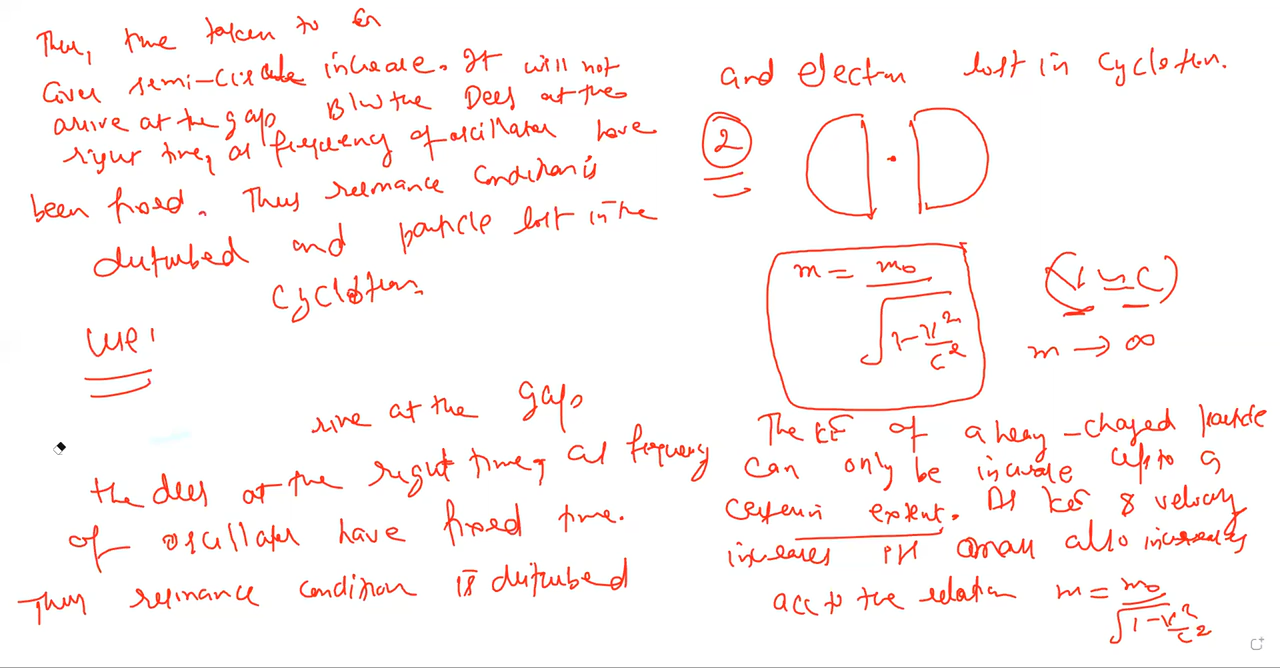 Thus, time taken to
Cover semi-circle increase. It will not
arrive at the gap B/w the Dees at the
right time, as frequency of oscillator have
been fixed. Thus resonance condition is
disturbed and particle lost in the
Cyclotron.
rive at the gap
the dees at the right time, as frequency
of oscillator have fixed time.
Thus resonance condition is disturbed
and electron lost in Cyclotron.
2
m = m₀ / √(1 - v²/c²)
(v ≃ c)
m → ∞
The KE of a heavy-charged particle
can only be increase upto a
certain extent. As KE & velocity
increases its mass also increases
acc to the relation m = m₀ / √(1 - v²/c²)